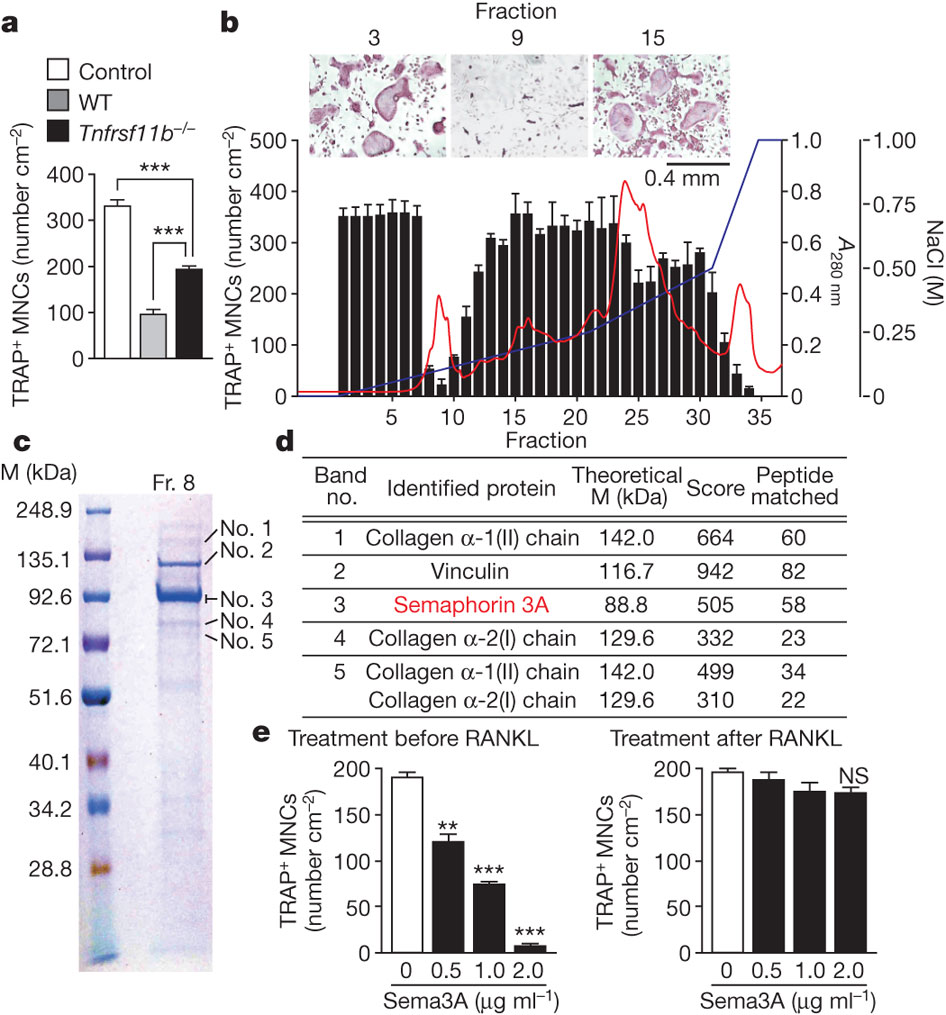 a
Control
WT
Tnfrsf11b−/−
TRAP+ MNCs (number cm−2)
400
300
200
100
0
***
***
b
Fraction
3 9 15
0.4 mm
TRAP+ MNCs (number cm−2)
500
400
300
200
100
0
5 10 15 20 25 30 35
Fraction
1.0
0.8
0.6
0.4
0.2
0
A280 nm
1.00
0.75
0.50
0.25
0
NaCl (M)
c
M (kDa)
Fr. 8
248.9
135.1
92.6
72.1
51.6
40.1
34.2
28.8
No. 1
No. 2
No. 3
No. 4
No. 5
d
Band no. Identified protein Theoretical M (kDa) Score Peptide matched
1 Collagen α-1(II) chain 142.0 664 60
2 Vinculin 116.7 942 82
3 Semaphorin 3A 88.8 505 58
4 Collagen α-2(I) chain 129.6 332 23
5 Collagen α-1(II) chain 142.0 499 34
Collagen α-2(I) chain 129.6 310 22
e
Treatment before RANKL
TRAP+ MNCs
(number cm−2)
200
150
100
50
0
**
***
***
0 0.5 1.0 2.0
Sema3A (μg ml−1)
Treatment after RANKL
TRAP+ MNCs
(number cm−2)
200
150
100
50
0
NS
0 0.5 1.0 2.0
Sema3A (μg ml−1)